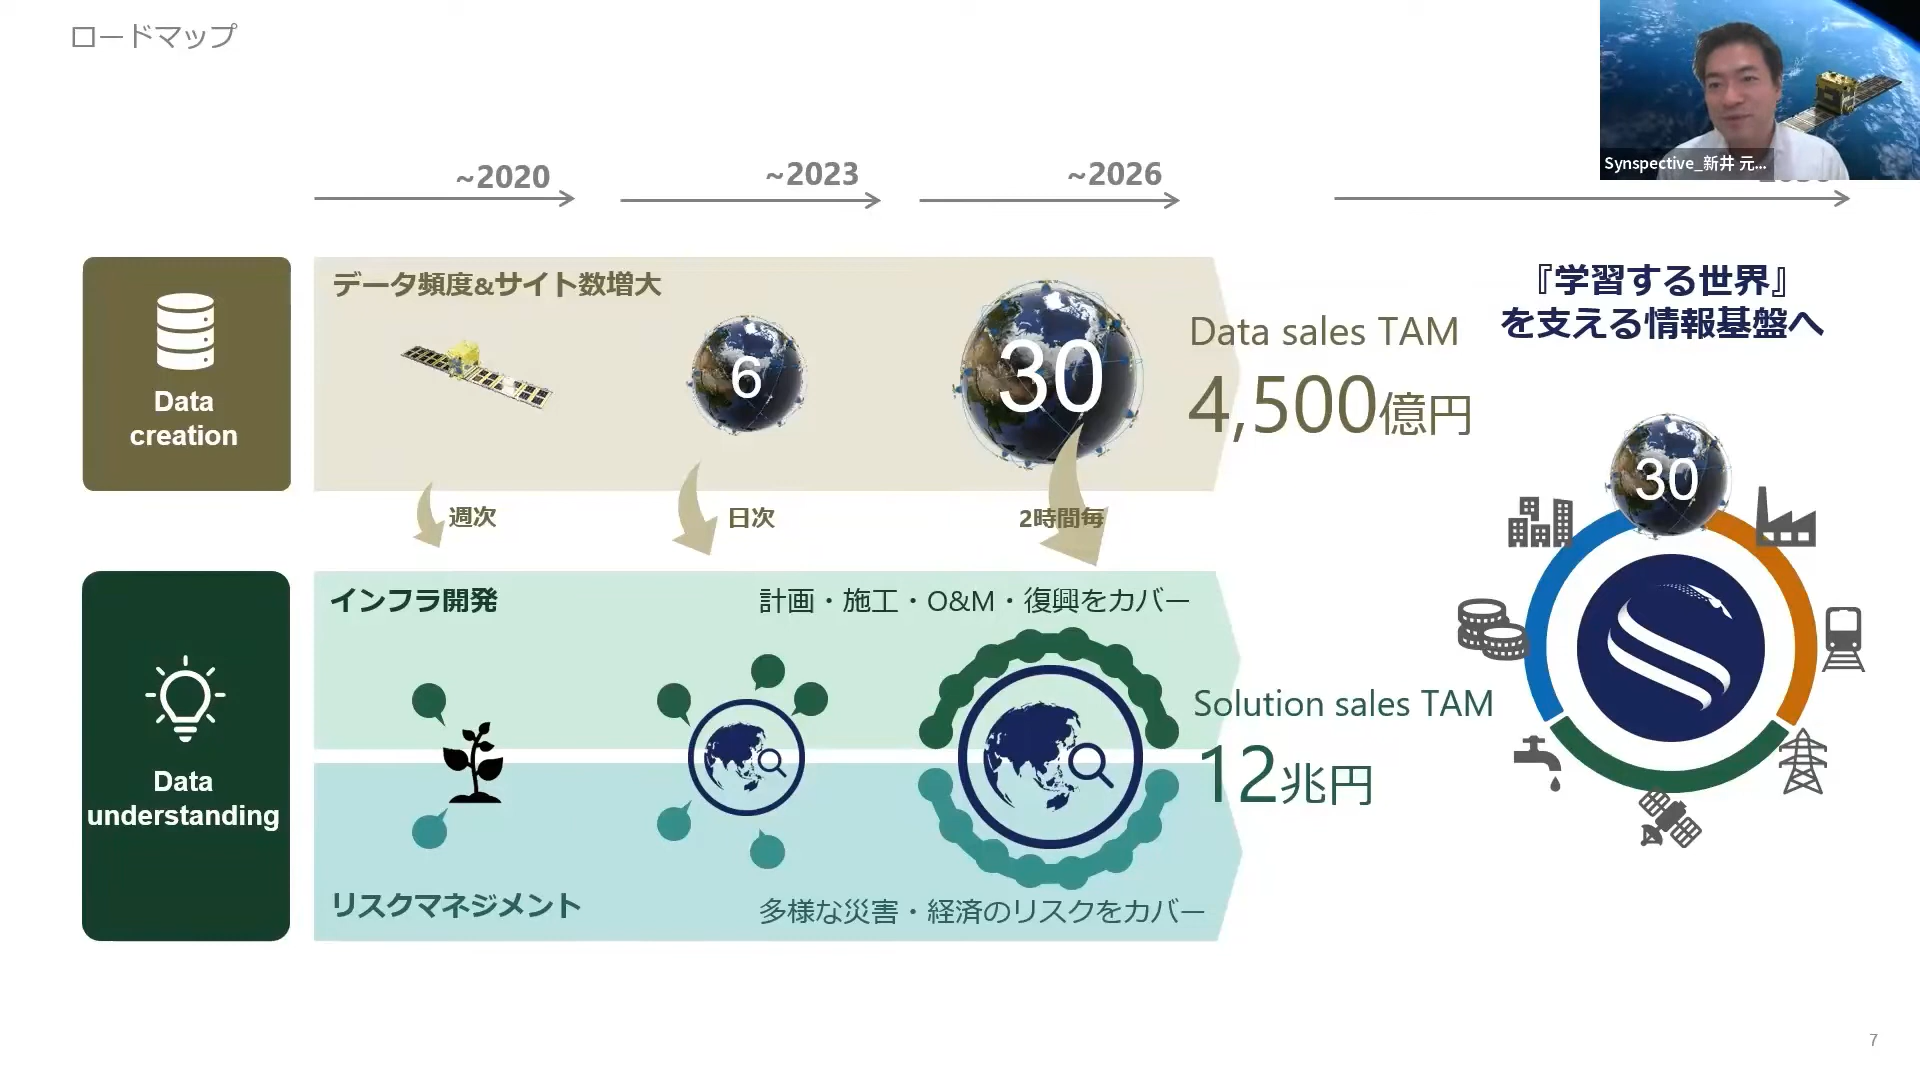 ロードマップ
Synspective_新井 元...
~2020
~2023
~2026
Data
creation
データ頻度&サイト数増大
6
30
Data sales TAM
4,500億円
『学習する世界』
を支える情報基盤へ
30
週次
日次
2時間毎
Data
understanding
インフラ開発
計画・施工・O&M・復興をカバー
Solution sales TAM
12兆円
リスクマネジメント
多様な災害・経済のリスクをカバー
7